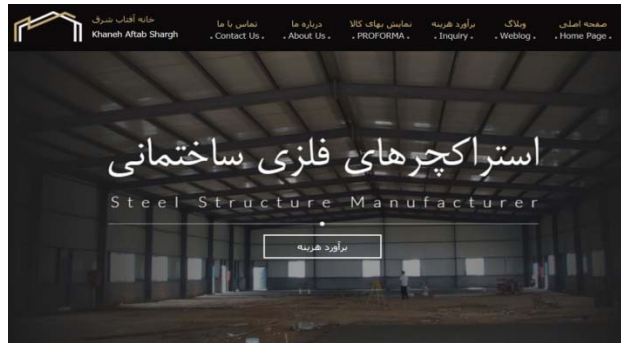 صفحه اصلی
. Home Page .
وبلاگ
. Weblog .
برآورد هزینه
. Inquiry .
نمایش بهای کالا
. PROFORMA .
درباره ما
. About Us .
تماس با ما
. Contact Us .
خانه آفتاب شرق
Khaneh Aftab Shargh
استراکچرهای فلزی ساختمانی
Steel Structure Manufacturer
برآورد هزینه